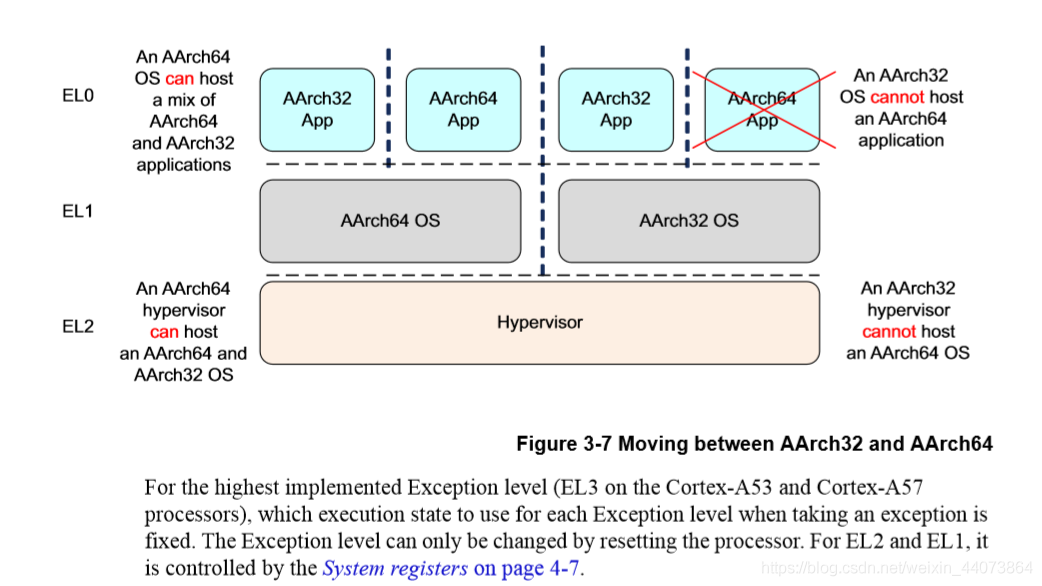 An AArch64
OS can host
a mix of
AArch64
and AArch32
applications
EL0
AArch32
App
AArch64
App
AArch32
App
AArch64
App
An AArch32
OS cannot host
an AArch64
application
EL1
AArch64 OS
AArch32 OS
An AArch64
hypervisor
can host
an AArch64 and
AArch32 OS
EL2
Hypervisor
An AArch32
hypervisor
cannot host
an AArch64 OS
Figure 3-7 Moving between AArch32 and AArch64
For the highest implemented Exception level (EL3 on the Cortex-A53 and Cortex-A57
processors), which execution state to use for each Exception level when taking an exception is
fixed. The Exception level can only be changed by resetting the processor. For EL2 and EL1, it
is controlled by the System registers on page 4-7.
https://blog.csdn.net/weixin_44073864